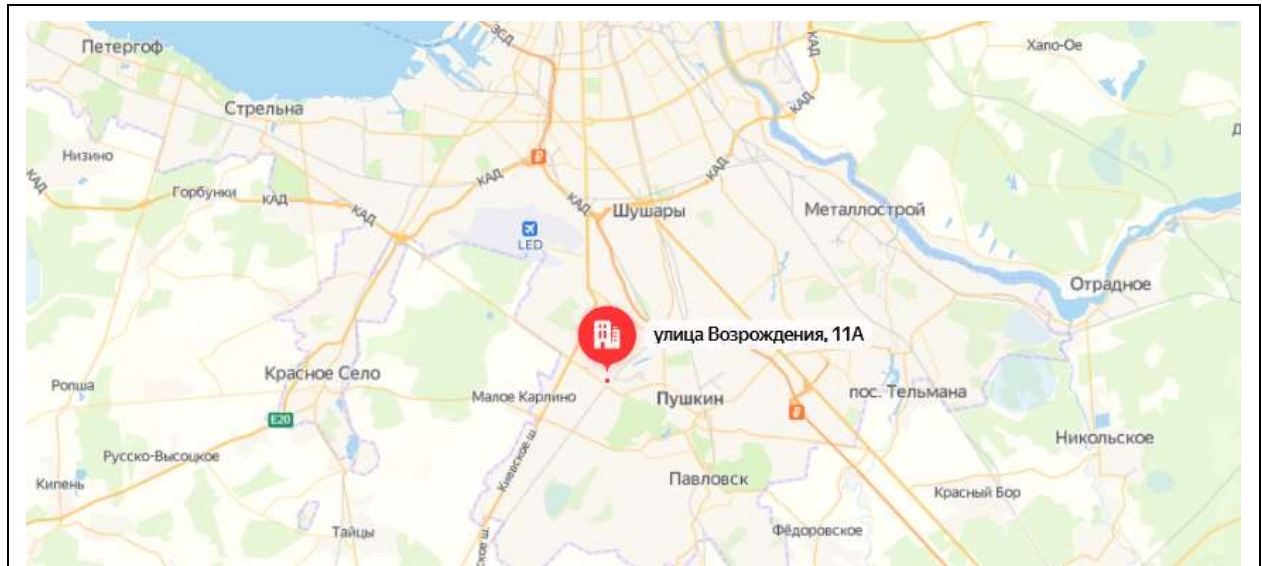 Петергоф
ЗСД
КАД
Хапо-Ое
Стрельна
КАД
Низино
КАД
КАД
КАД
Горбунки
КАД
КАД
КАД
Шушары
Металлострой
LED
Отрадное
улица Возрождения, 11А
Красное Село
Ропша
Малое Карлино
Пушкин
пос. Тельмана
E20
Русско-Высоцкое
Киевское ш.
Никольское
Кипень
Павловск
Красный Бор
Тайцы
Фёдоровское
ское ш.